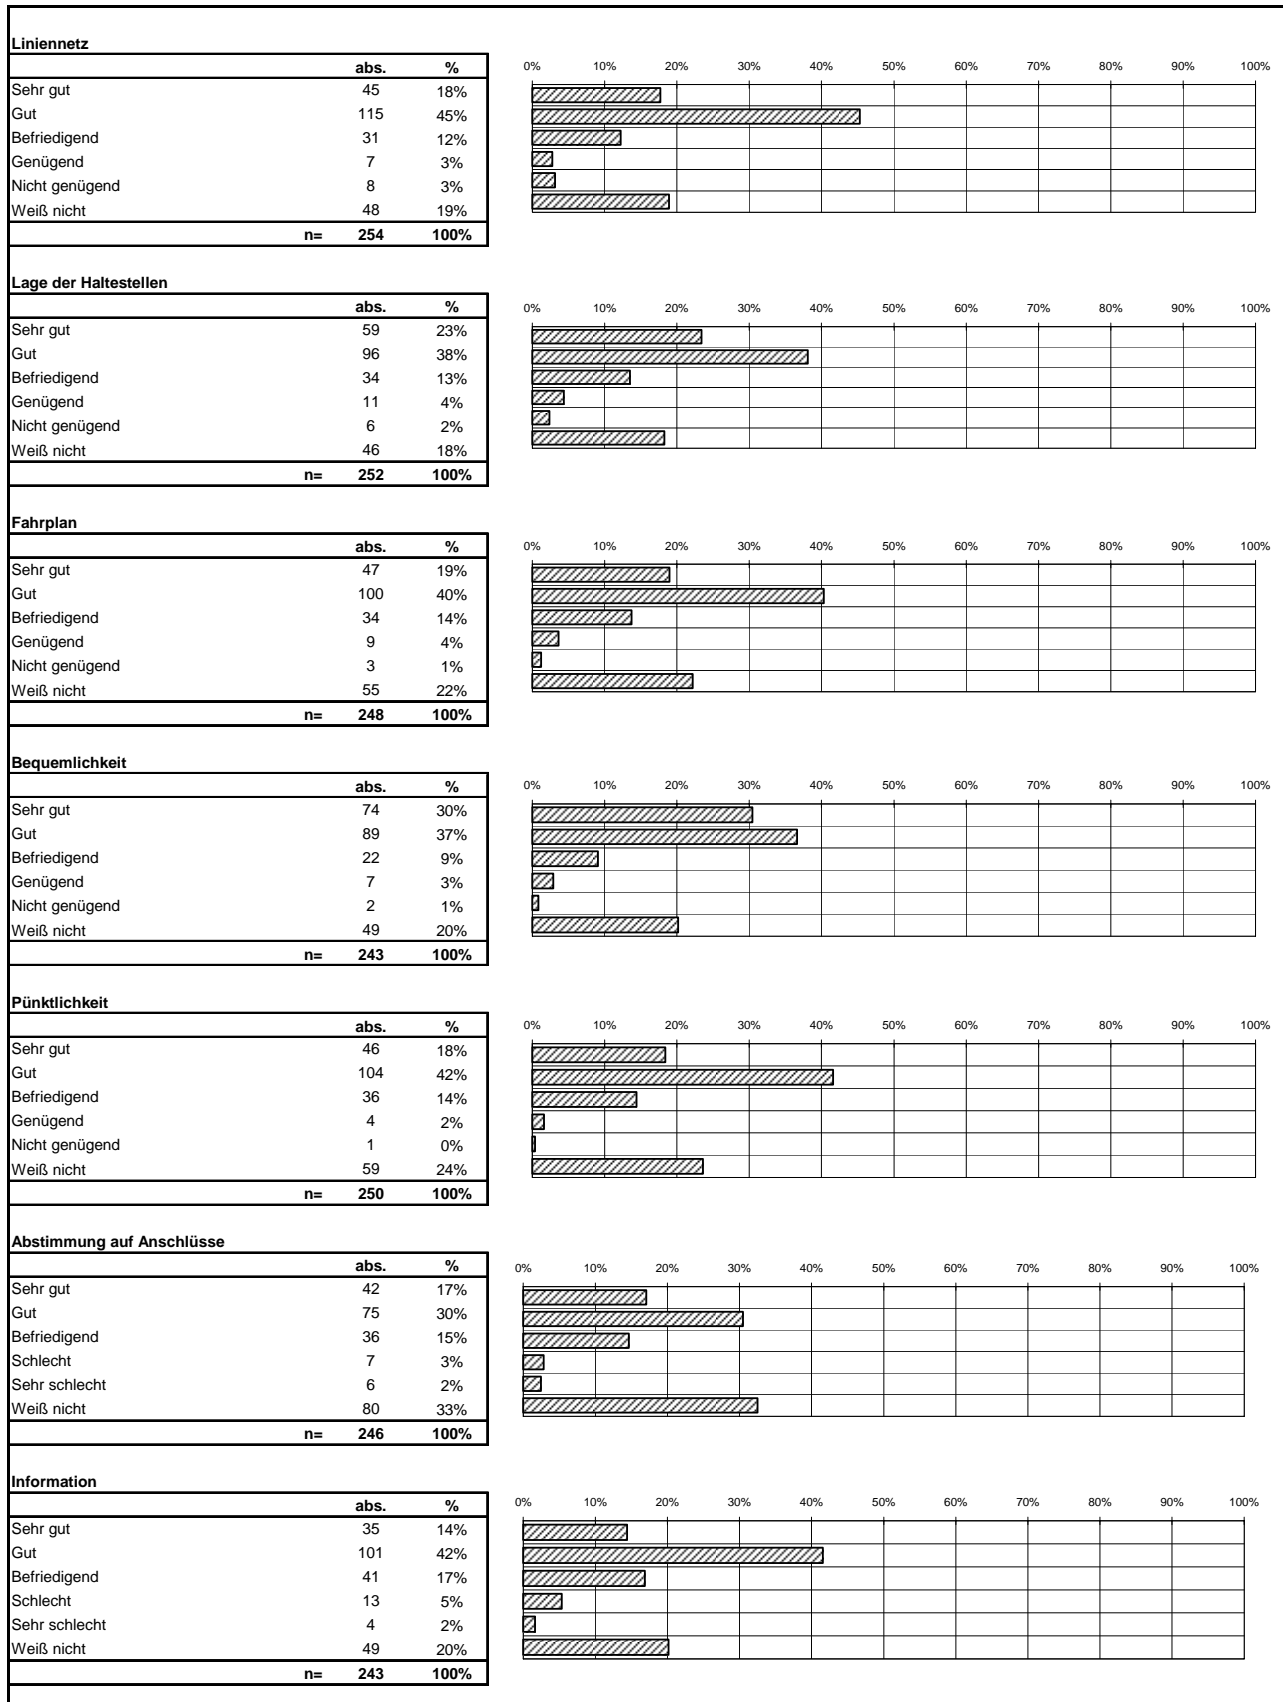 Liniennetz
abs. %
0% 10% 20% 30% 40% 50% 60% 70% 80% 90% 100%
Sehr gut 45 18%
Gut 115 45%
Befriedigend 31 12%
Genügend 7 3%
Nicht genügend 8 3%
Weiß nicht 48 19%
n= 254 100%
Lage der Haltestellen
abs. %
0% 10% 20% 30% 40% 50% 60% 70% 80% 90% 100%
Sehr gut 59 23%
Gut 96 38%
Befriedigend 34 13%
Genügend 11 4%
Nicht genügend 6 2%
Weiß nicht 46 18%
n= 252 100%
Fahrplan
abs. %
0% 10% 20% 30% 40% 50% 60% 70% 80% 90% 100%
Sehr gut 47 19%
Gut 100 40%
Befriedigend 34 14%
Genügend 9 4%
Nicht genügend 3 1%
Weiß nicht 55 22%
n= 248 100%
Bequemlichkeit
abs. %
0% 10% 20% 30% 40% 50% 60% 70% 80% 90% 100%
Sehr gut 74 30%
Gut 89 37%
Befriedigend 22 9%
Genügend 7 3%
Nicht genügend 2 1%
Weiß nicht 49 20%
n= 243 100%
Pünktlichkeit
abs. %
0% 10% 20% 30% 40% 50% 60% 70% 80% 90% 100%
Sehr gut 46 18%
Gut 104 42%
Befriedigend 36 14%
Genügend 4 2%
Nicht genügend 1 0%
Weiß nicht 59 24%
n= 250 100%
Abstimmung auf Anschlüsse
abs. %
0% 10% 20% 30% 40% 50% 60% 70% 80% 90% 100%
Sehr gut 42 17%
Gut 75 30%
Befriedigend 36 15%
Schlecht 7 3%
Sehr schlecht 6 2%
Weiß nicht 80 33%
n= 246 100%
Information
abs. %
0% 10% 20% 30% 40% 50% 60% 70% 80% 90% 100%
Sehr gut 35 14%
Gut 101 42%
Befriedigend 41 17%
Schlecht 13 5%
Sehr schlecht 4 2%
Weiß nicht 49 20%
n= 243 100%